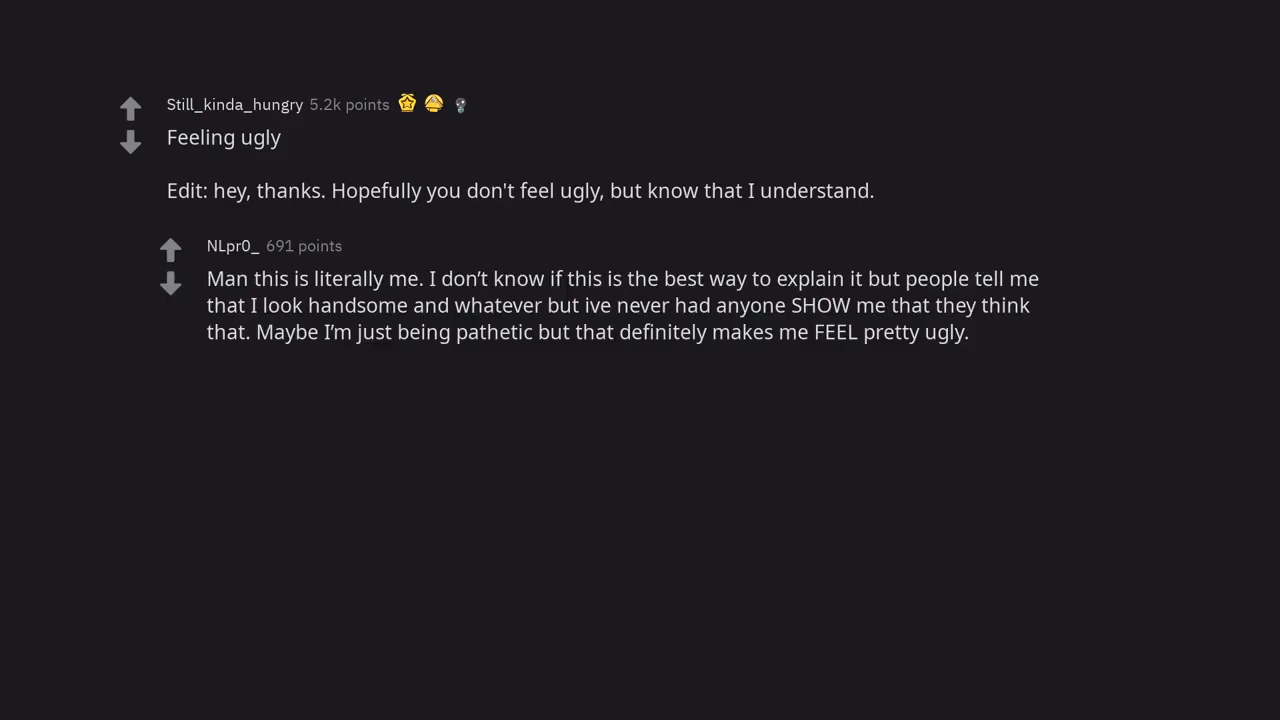 Still_kinda_hungry 5.2k points
Feeling ugly
Edit: hey, thanks. Hopefully you don't feel ugly, but know that I understand.
NLpr0_ 691 points
Man this is literally me. I don’t know if this is the best way to explain it but people tell me
that I look handsome and whatever but ive never had anyone SHOW me that they think
that. Maybe I’m just being pathetic but that definitely makes me FEEL pretty ugly.